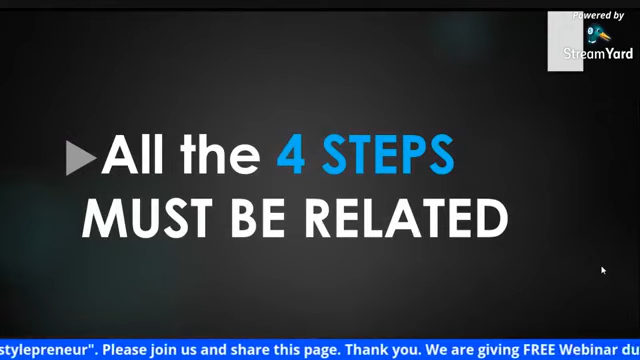 Powered by
StreamYard
All the 4 STEPS
MUST BE RELATED
stylepreneur". Please join us and share this page. Thank you. We are giving FREE Webinar du